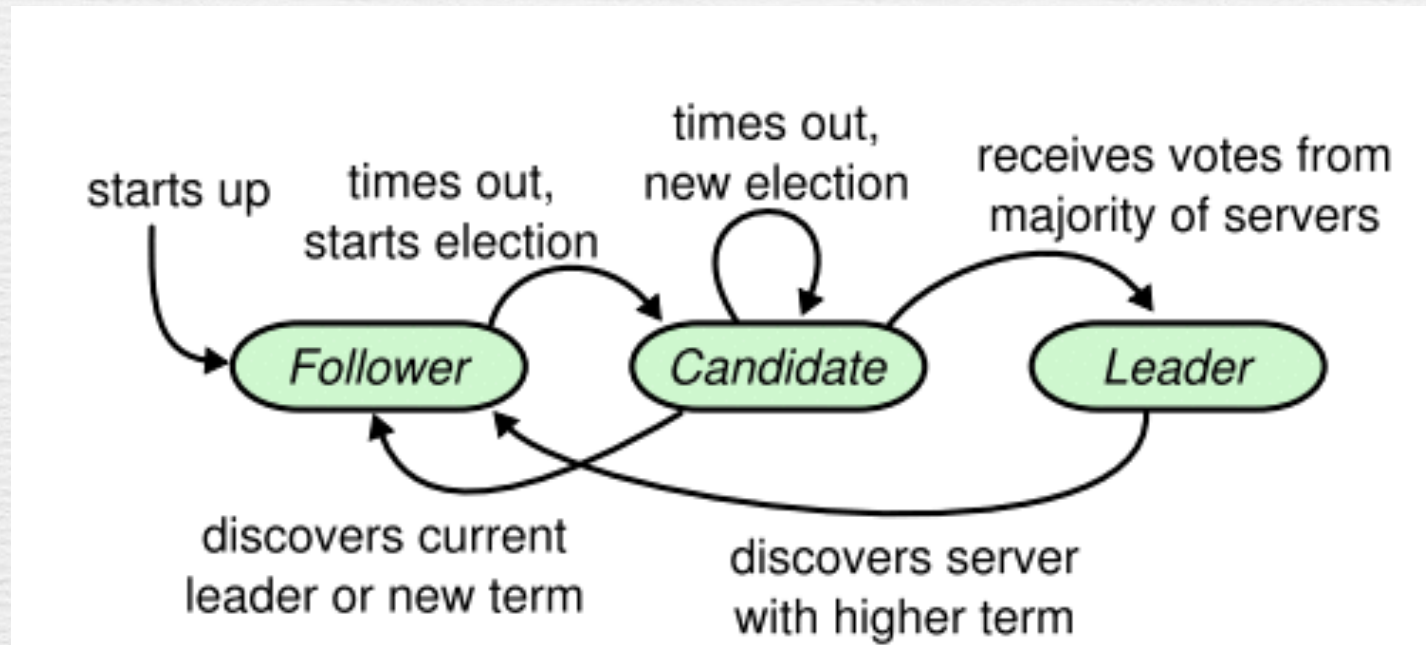 starts up
times out,
starts election
times out,
new election
receives votes from
majority of servers
Follower
Candidate
Leader
discovers current
leader or new term
discovers server
with higher term